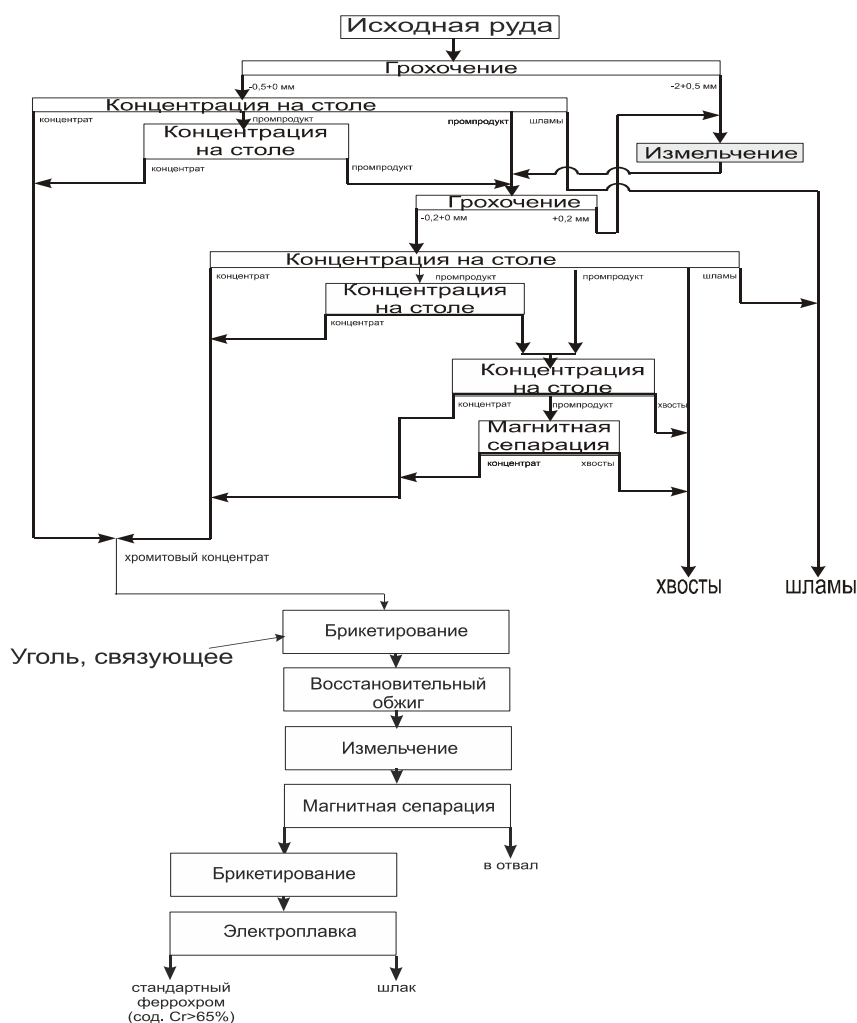 Исходная руда
Грохочение
-0,5+0 мм
-2+0,5 мм
Концентрация на столе
концентрат
промпродукт
промпродукт
шламы
Концентрация
на столе
концентрат
промпродукт
Измельчение
Грохочение
-0,2+0 мм
+0,2 мм
Концентрация на столе
концентрат
промпродукт
промпродукт
шламы
Концентрация
на столе
концентрат
Концентрация
на столе
концентрат
промпродукт
хвосты
Магнитная
сепарация
концентрат
хвосты
хромитовый концентрат
хвосты
шламы
Брикетирование
Уголь, связующее
Восстановительный
обжиг
Измельчение
Магнитная сепарация
Брикетирование
в отвал
Электроплавка
стандартный
феррохром
(сод. Cr>65%)
шлак